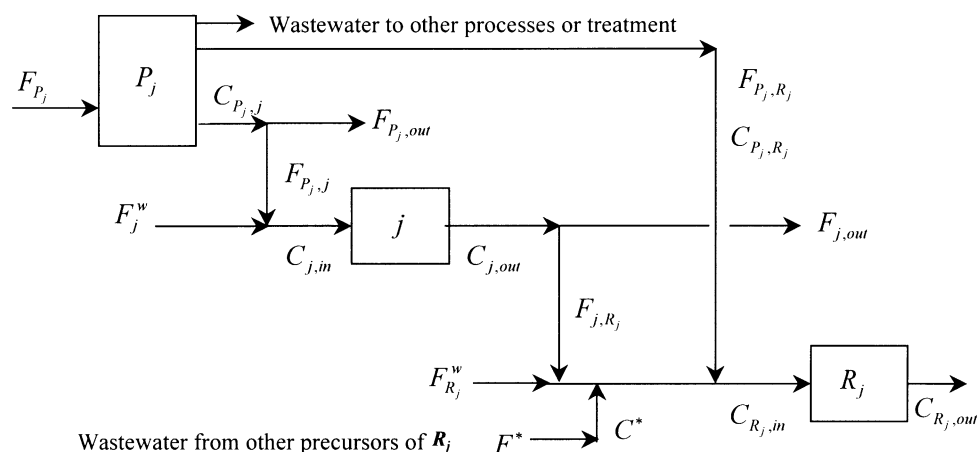 Wastewater to other processes or treatment
P_j
F_{P_j}
F_{P_j,R_j}
C_{P_j,j}
F_{P_j,out}
C_{P_j,R_j}
F_{P_j,j}
F_j^w
j
F_{j,out}
C_{j,in}
C_{j,out}
F_{j,R_j}
F_{R_j}^w
R_j
C_{R_j,in}
C_{R_j,out}
Wastewater from other precursors of R_j
F^*
C^*